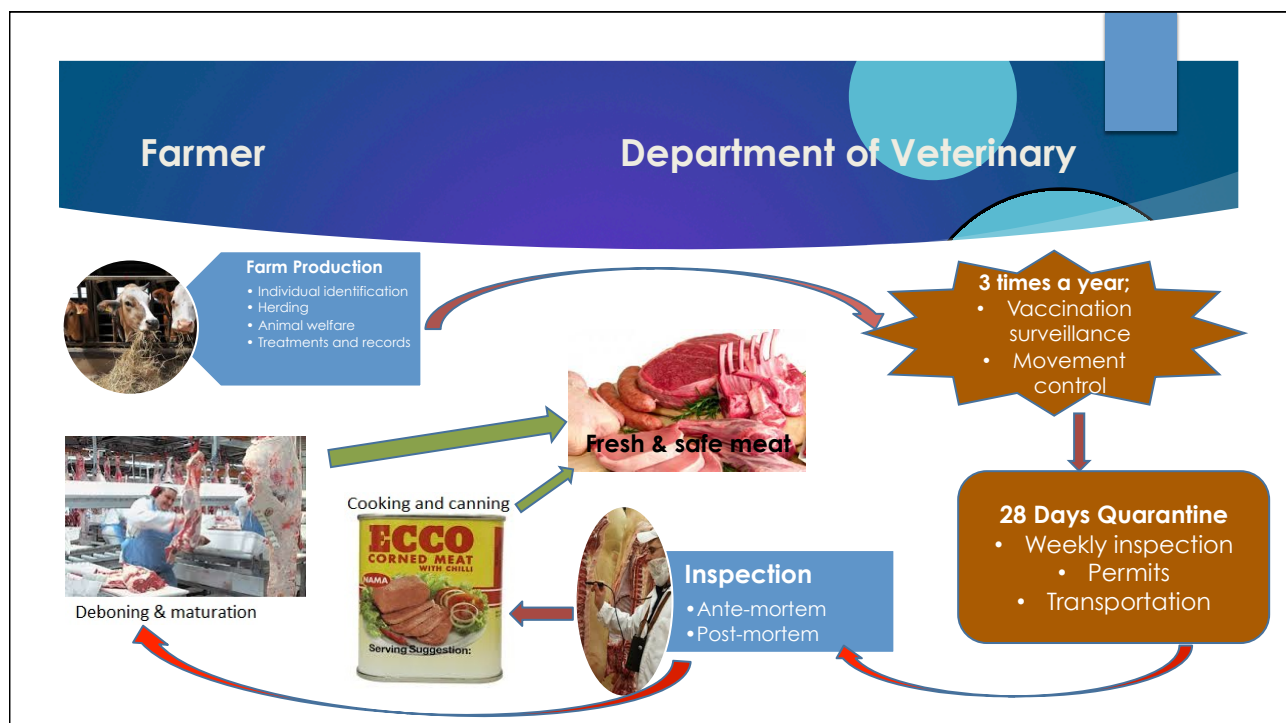 Farmer
Department of Veterinary
Farm Production
• Individual identification
• Herding
• Animal welfare
• Treatments and records
3 times a year;
• Vaccination
surveillance
• Movement
control
Fresh & safe meat
28 Days Quarantine
• Weekly inspection
• Permits
• Transportation
Cooking and canning
ECCO
CORNED MEAT
WITH CHILLI
NAMA
Serving Suggestion:
Inspection
•Ante-mortem
•Post-mortem
Deboning & maturation